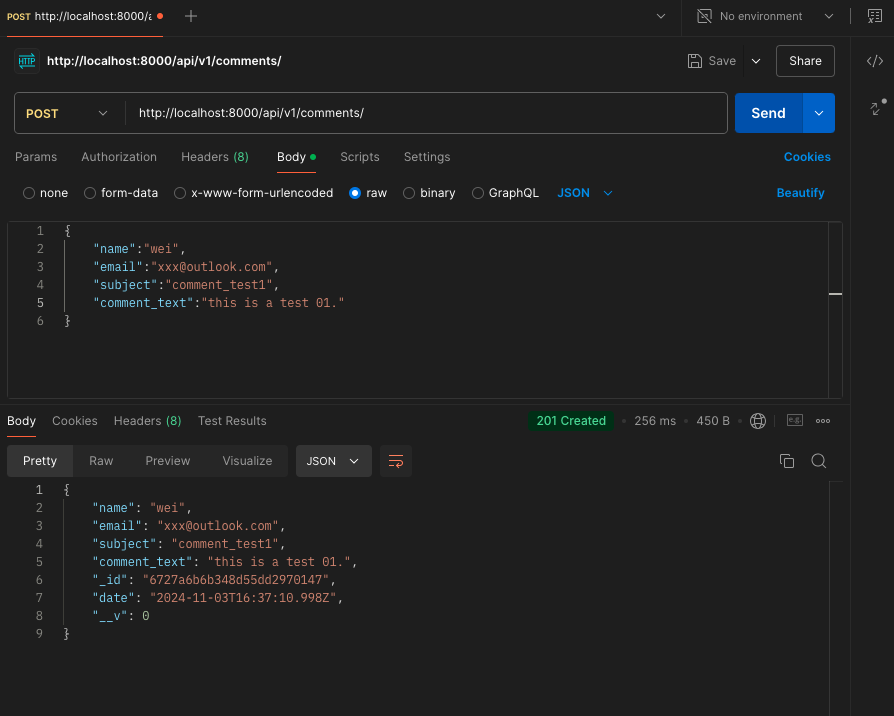 POST http://localhost:8000/a
No environment
HTTP http://localhost:8000/api/v1/comments/
Save
Share
POST http://localhost:8000/api/v1/comments/
Send
Params Authorization Headers (8) Body Scripts Settings Cookies
none form-data x-www-form-urlencoded raw binary GraphQL JSON Beautify
1 {
2 "name":"wei",
3 "email":"xxx@outlook.com",
4 "subject":"comment_test1",
5 "comment_text":"this is a test 01."
6 }
Body Cookies Headers (8) Test Results 201 Created 256 ms 450 B e.g.
Pretty Raw Preview Visualize JSON
1 {
2 "name": "wei",
3 "email": "xxx@outlook.com",
4 "subject": "comment_test1",
5 "comment_text": "this is a test 01.",
6 "_id": "6727a6b6b348d55dd2970147",
7 "date": "2024-11-03T16:37:10.998Z",
8 "__v": 0
9 }